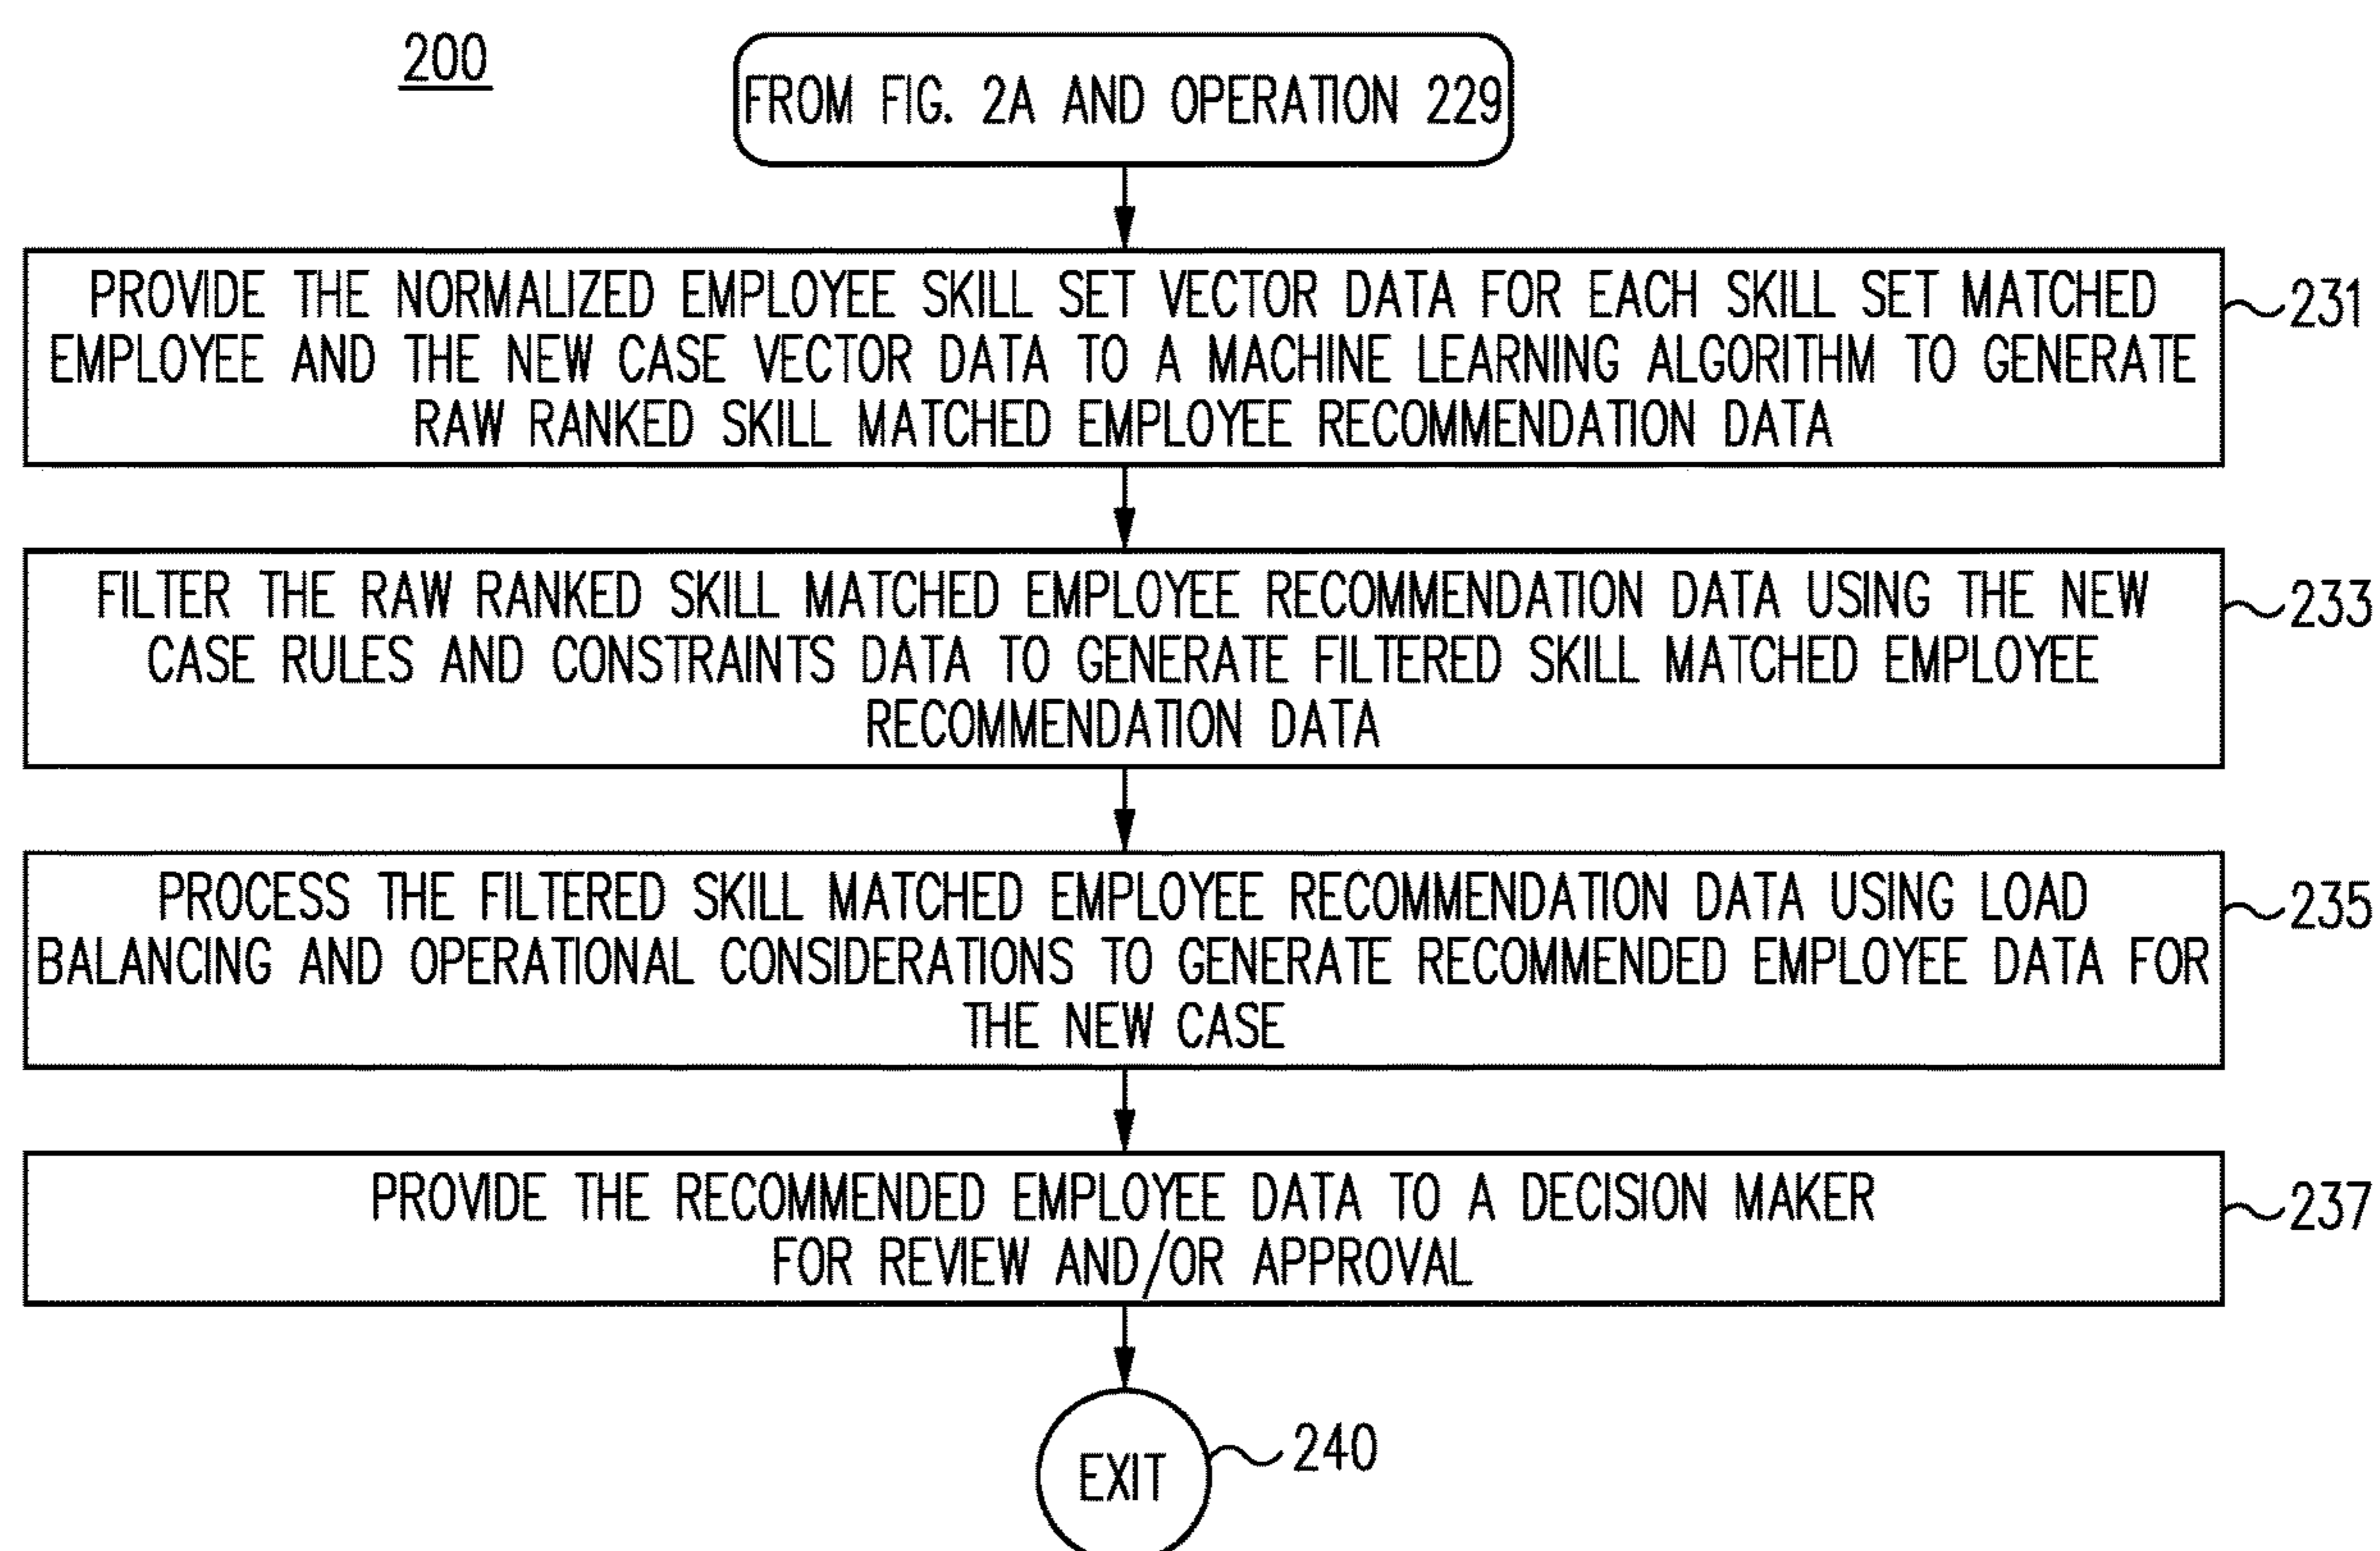 200
FROM FIG. 2A AND OPERATION 229
PROVIDE THE NORMALIZED EMPLOYEE SKILL SET VECTOR DATA FOR EACH SKILL SET MATCHED
EMPLOYEE AND THE NEW CASE VECTOR DATA TO A MACHINE LEARNING ALGORITHM TO GENERATE
RAW RANKED SKILL MATCHED EMPLOYEE RECOMMENDATION DATA
231
FILTER THE RAW RANKED SKILL MATCHED EMPLOYEE RECOMMENDATION DATA USING THE NEW
CASE RULES AND CONSTRAINTS DATA TO GENERATE FILTERED SKILL MATCHED EMPLOYEE
RECOMMENDATION DATA
233
PROCESS THE FILTERED SKILL MATCHED EMPLOYEE RECOMMENDATION DATA USING LOAD
BALANCING AND OPERATIONAL CONSIDERATIONS TO GENERATE RECOMMENDED EMPLOYEE DATA FOR
THE NEW CASE
235
PROVIDE THE RECOMMENDED EMPLOYEE DATA TO A DECISION MAKER
FOR REVIEW AND/OR APPROVAL
237
EXIT
240